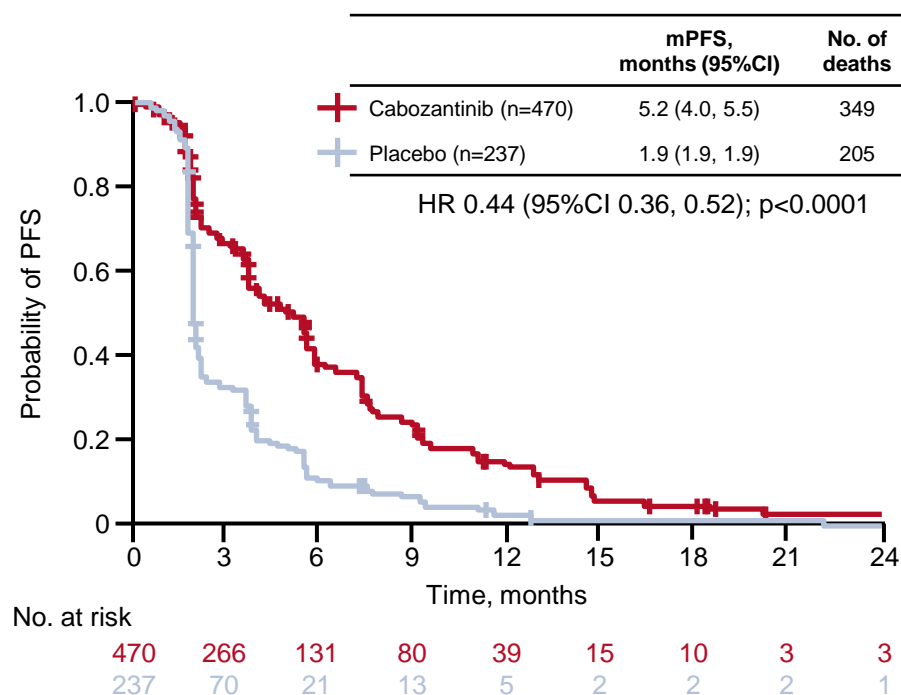 mPFS, No. of
months (95%CI) deaths
Cabozantinib (n=470) 5.2 (4.0, 5.5) 349
Placebo (n=237) 1.9 (1.9, 1.9) 205
HR 0.44 (95%CI 0.36, 0.52); p<0.0001
Probability of PFS
1.0
0.8
0.6
0.4
0.2
0
0 3 6 9 12 15 18 21 24
Time, months
No. at risk
470 266 131 80 39 15 10 3 3
237 70 21 13 5 2 2 2 1